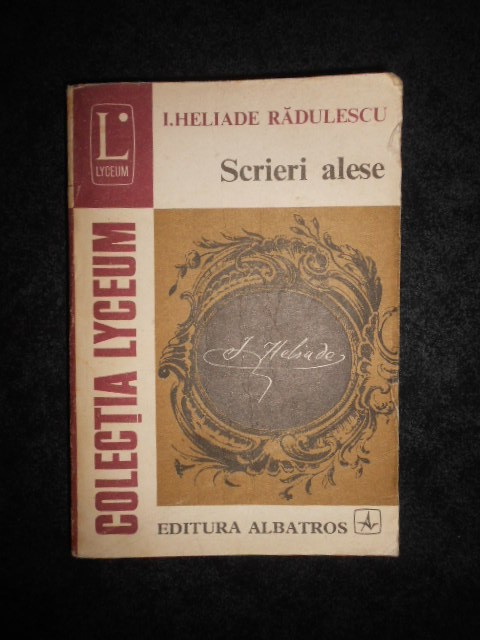 L
LYCEUM
I.HELIADE RĂDULESCU
Scrieri alese
COLECȚIA LYCEUM
I. Heliade
EDITURA ALBATROS